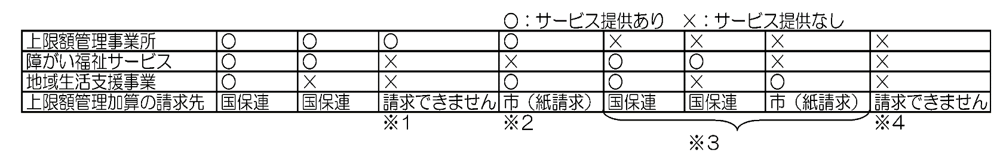 ○：サービス提供あり　×：サービス提供なし
上限額管理事業所 ○ ○ ○ ○ × × × ×
障がい福祉サービス ○ ○ × × ○ ○ × ×
地域生活支援事業 ○ × × ○ ○ × ○ ×
上限額管理加算の請求先 国保連 国保連 請求できません 市（紙請求） 国保連 国保連 市（紙請求） 請求できません
※1 ※2 ※4
※3